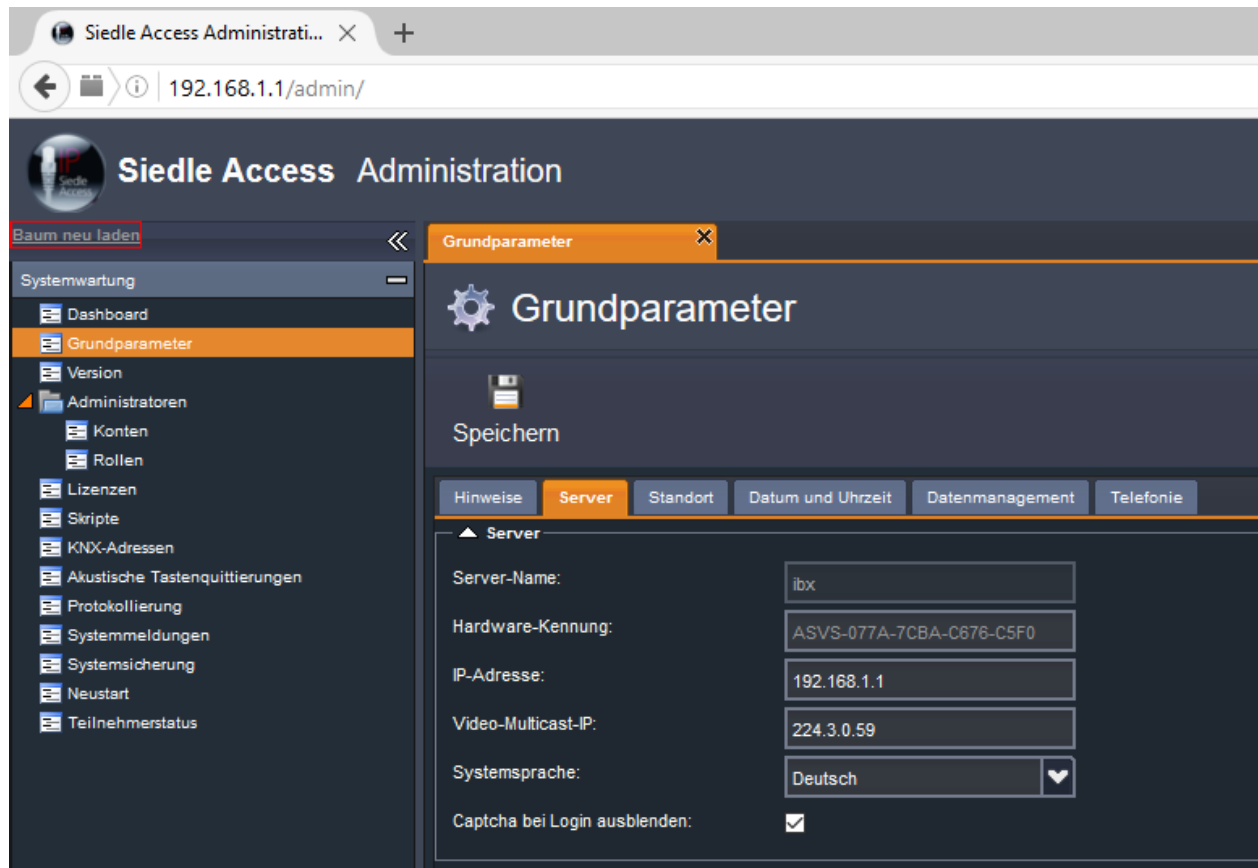 Siedle Access Administrati...
192.168.1.1/admin/
IP
Siedle
Access
Siedle Access Administration
Baum neu laden
Systemwartung
Dashboard
Grundparameter
Version
Administratoren
Konten
Rollen
Lizenzen
Skripte
KNX-Adressen
Akustische Tastenquittierungen
Protokollierung
Systemmeldungen
Systemsicherung
Neustart
Teilnehmerstatus
Grundparameter
Grundparameter
Speichern
Hinweise Server Standort Datum und Uhrzeit Datenmanagement Telefonie
Server
Server-Name: ibx
Hardware-Kennung: ASVS-077A-7CBA-C676-C5F0
IP-Adresse: 192.168.1.1
Video-Multicast-IP: 224.3.0.59
Systemsprache: Deutsch
Captcha bei Login ausblenden: